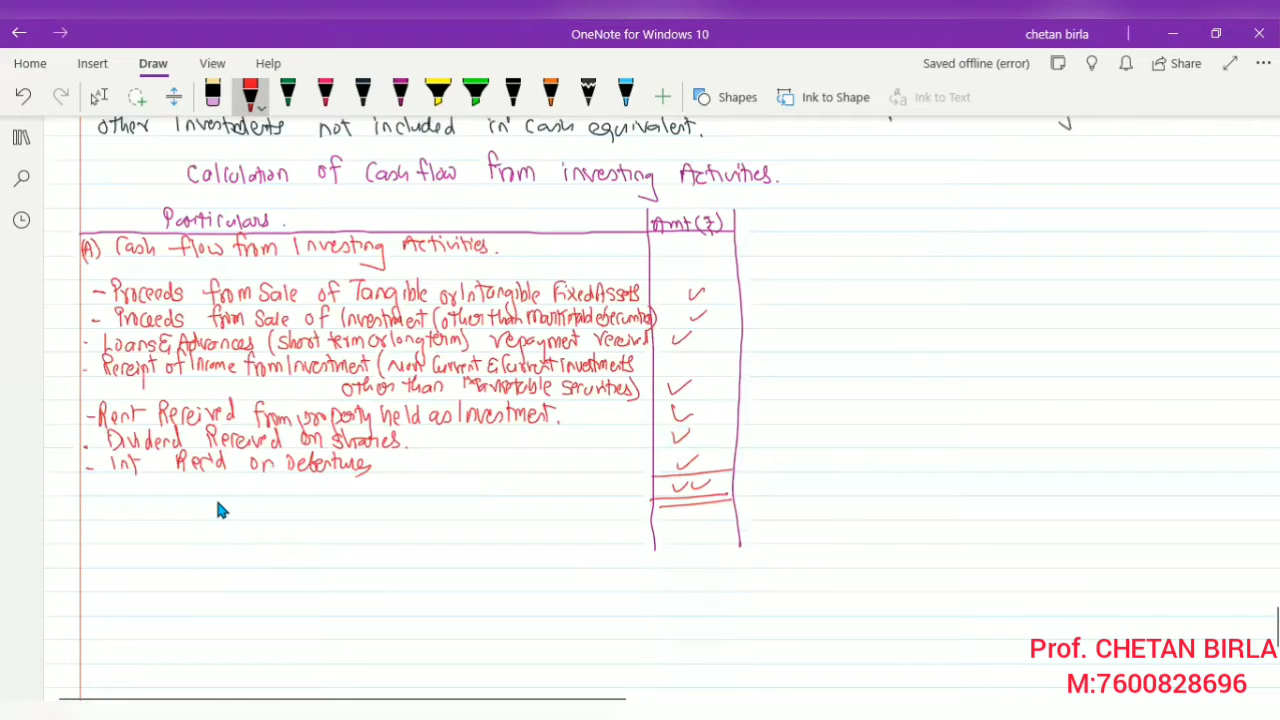 OneNote for Windows 10
chetan birla
Home Insert Draw View Help
Saved offline (error) Share
Shapes Ink to Shape Ink to Text
other Investments not included in cash equivalent.
Calculation of Cash flow from investing Activities.
Particulars. Amt (₹)
(A) Cash flow from Investing Activities.
- Proceeds from Sale of Tangible or Intangible Fixed Assets ✓
- Proceeds from Sale of Investment (other than Marketable securities) ✓
- Loans & Advances (short term or long term) repayment received ✓
- Receipt of Income from Investment (Non Current & Current Investments
other than Marketable securities) ✓
- Rent Received from property held as Investment. ✓
- Dividend Received on shares. ✓
- Int Rec'd on Debentures ✓
✓✓
Prof. CHETAN BIRLA
M:7600828696